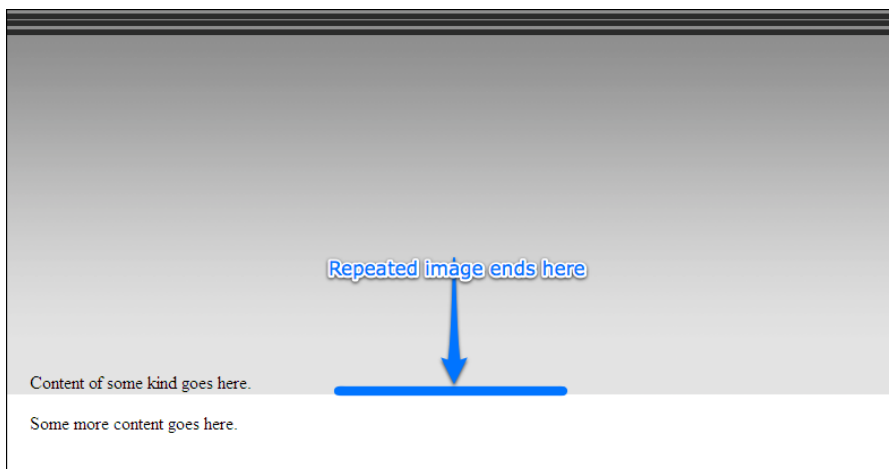 Repeated image ends here
Content of some kind goes here.
Some more content goes here.